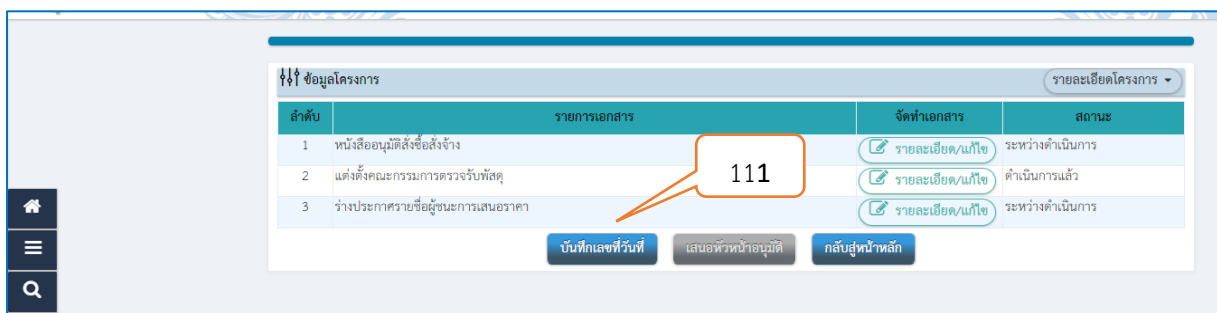 ข้อมูลโครงการ รายละเอียดโครงการ
ลำดับ รายการเอกสาร จัดทำเอกสาร สถานะ
1 หนังสืออนุมัติสั่งซื้อสั่งจ้าง รายละเอียด/แก้ไข ระหว่างดำเนินการ
2 แต่งตั้งคณะกรรมการตรวจรับพัสดุ รายละเอียด/แก้ไข ดำเนินการแล้ว
111
3 ร่างประกาศรายชื่อผู้ชนะการเสนอราคา รายละเอียด/แก้ไข ระหว่างดำเนินการ
บันทึกเลขที่วันที่ เสนอหัวหน้าอนุมัติ กลับสู่หน้าหลัก